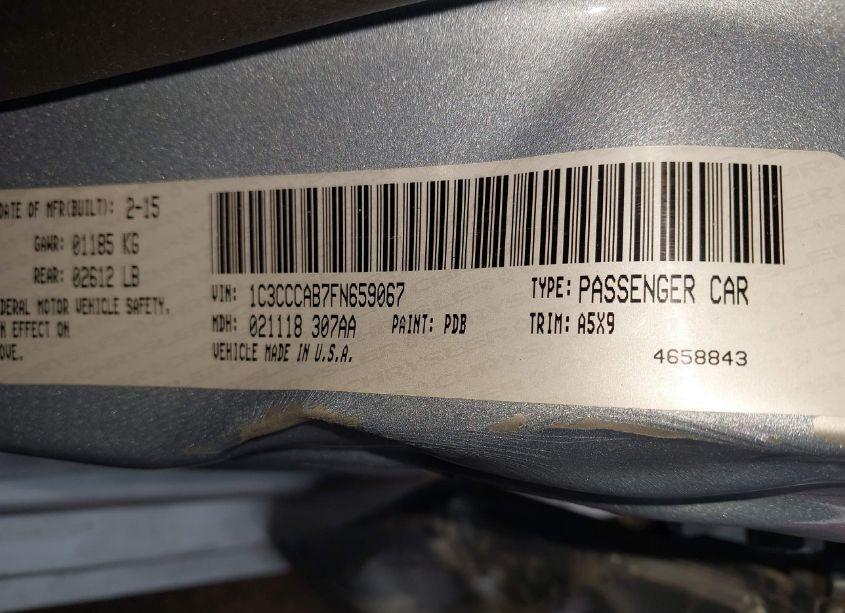 DATE OF MFR(BUILT): 2-15
GAWR: 01185 KG
REAR: 02612 LB
DERAL MOTOR VEHICLE SAFETY,
N EFFECT ON
OVE.
VIN: 1C3CCCAB7FN659067
TYPE: PASSENGER CAR
MDH: 021118 307AA PAINT: PDB
TRIM: A5X9
VEHICLE MADE IN U.S.A.
4658843